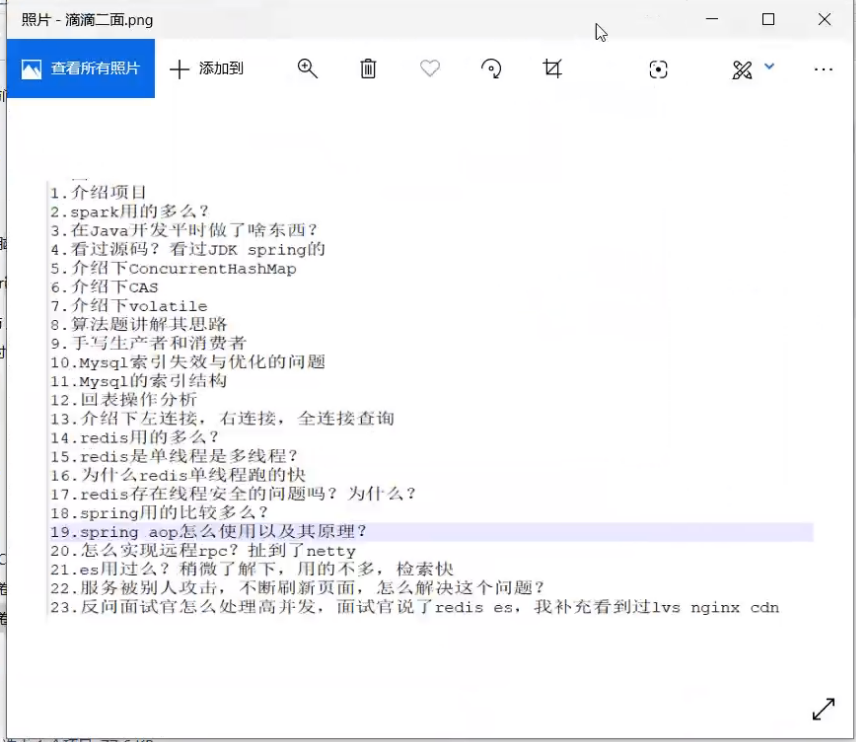 照片 - 滴滴二面.png
查看所有照片
添加到
1.介绍项目
2.spark用的多么？
3.在Java开发平时做了啥东西？
4.看过源码？看过JDK spring的
5.介绍下ConcurrentHashMap
6.介绍下CAS
7.介绍下volatile
8.算法题讲解其思路
9.手写生产者和消费者
10.Mysql索引失效与优化的问题
11.Mysql的索引结构
12.回表操作分析
13.介绍下左连接，右连接，全连接查询
14.redis用的多么？
15.redis是单线程是多线程？
16.为什么redis单线程跑的快
17.redis存在线程安全的问题吗？为什么？
18.spring用的比较多么？
19.spring aop怎么使用以及其原理？
20.怎么实现远程rpc？扯到了netty
21.es用过么？稍微了解下，用的不多，检索快
22.服务被别人攻击，不断刷新页面，怎么解决这个问题？
23.反问面试官怎么处理高并发，面试官说了redis es，我补充看到过lvs nginx cdn